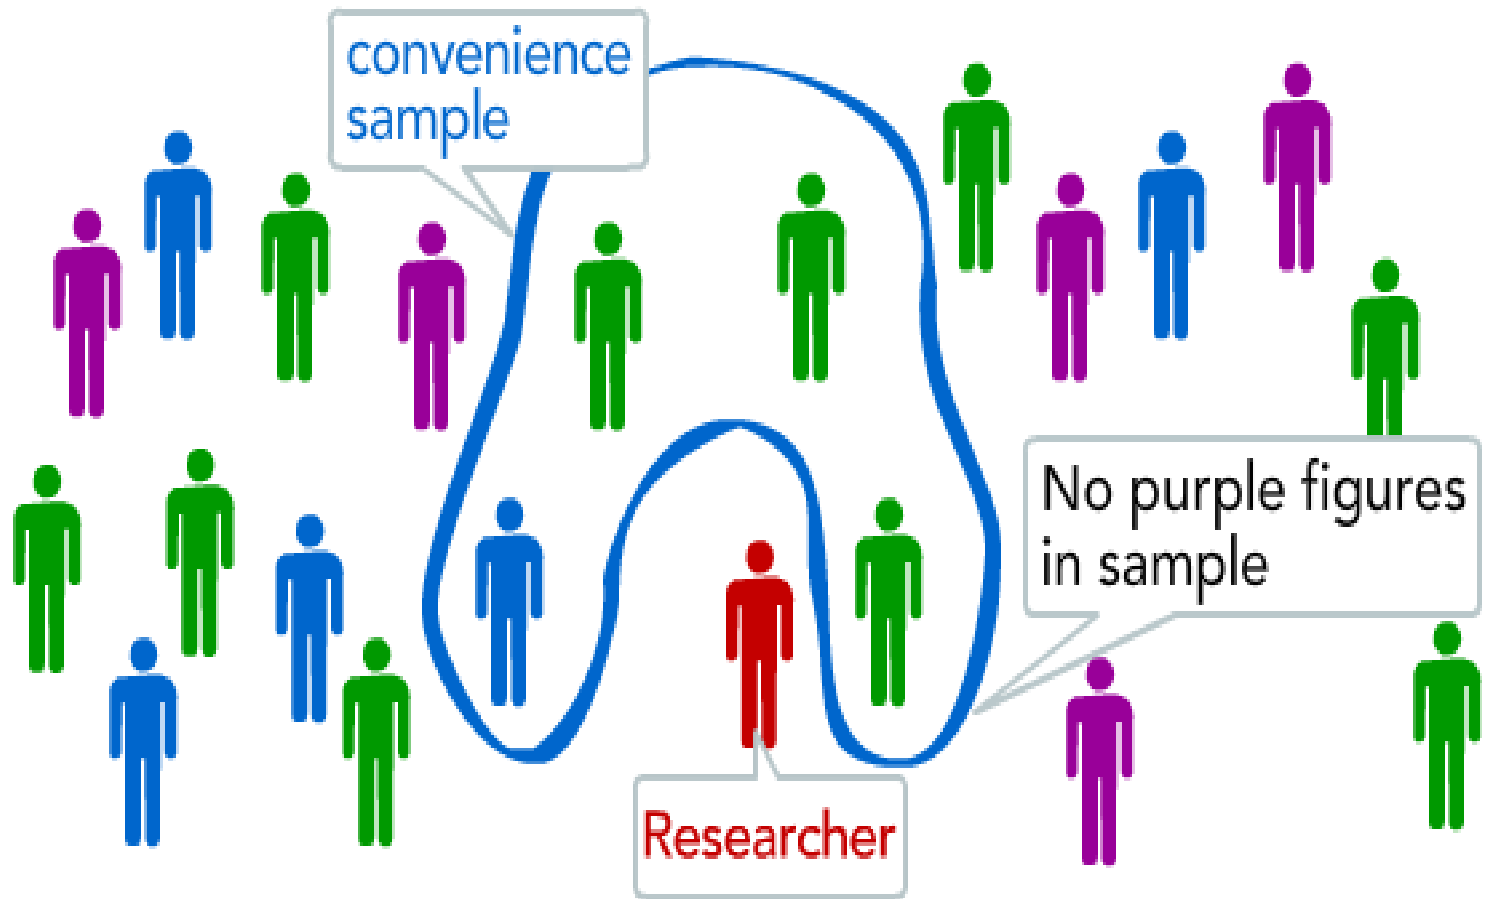 convenience
sample
No purple figures
in sample
Researcher